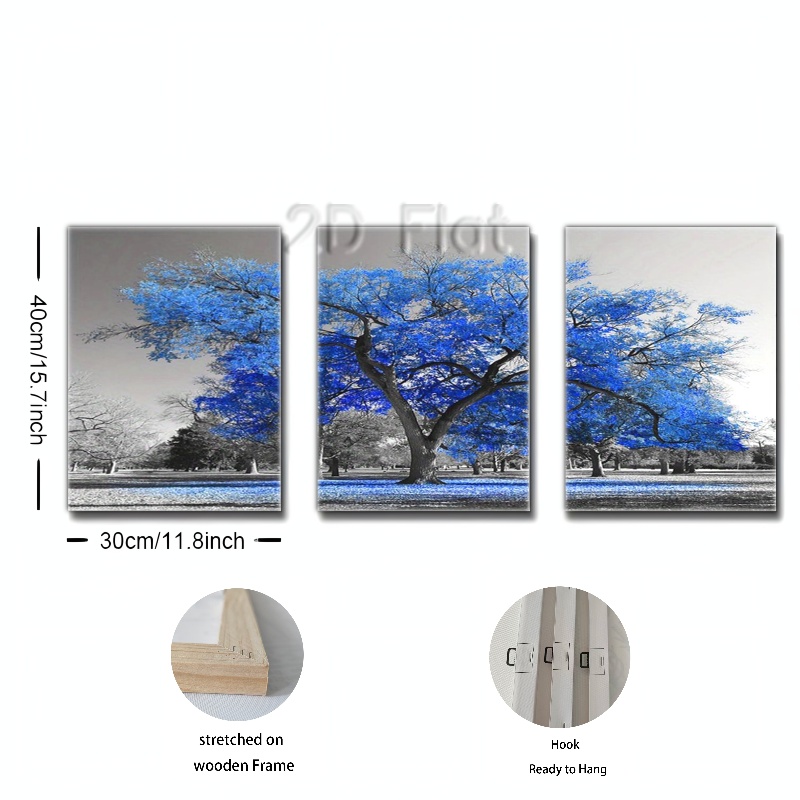 2D Flat
40cm/15.7inch
30cm/11.8inch
stretched on
wooden Frame
Hook
Ready to Hang